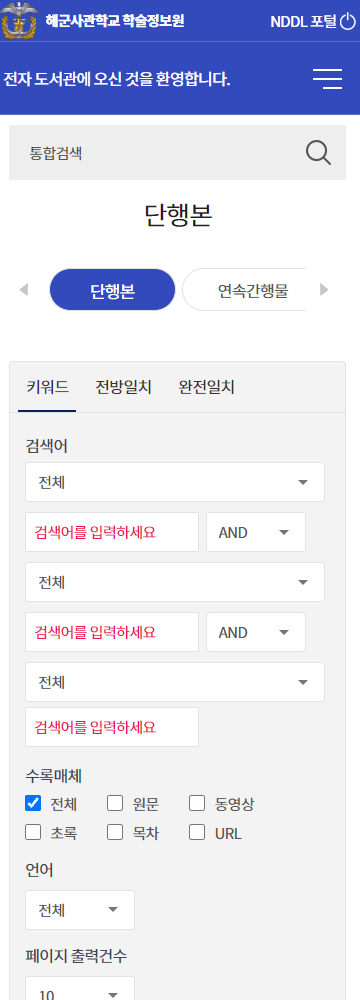 해군사관학교 학술정보원
NDDL 포털
전자 도서관에 오신 것을 환영합니다.
통합검색
단행본
단행본 연속간행물
키워드 전방일치 완전일치
검색어
전체
검색어를 입력하세요 AND
전체
검색어를 입력하세요 AND
전체
검색어를 입력하세요
수록매체
전체 원문 동영상
초록 목차 URL
언어
전체
페이지 출력건수
10